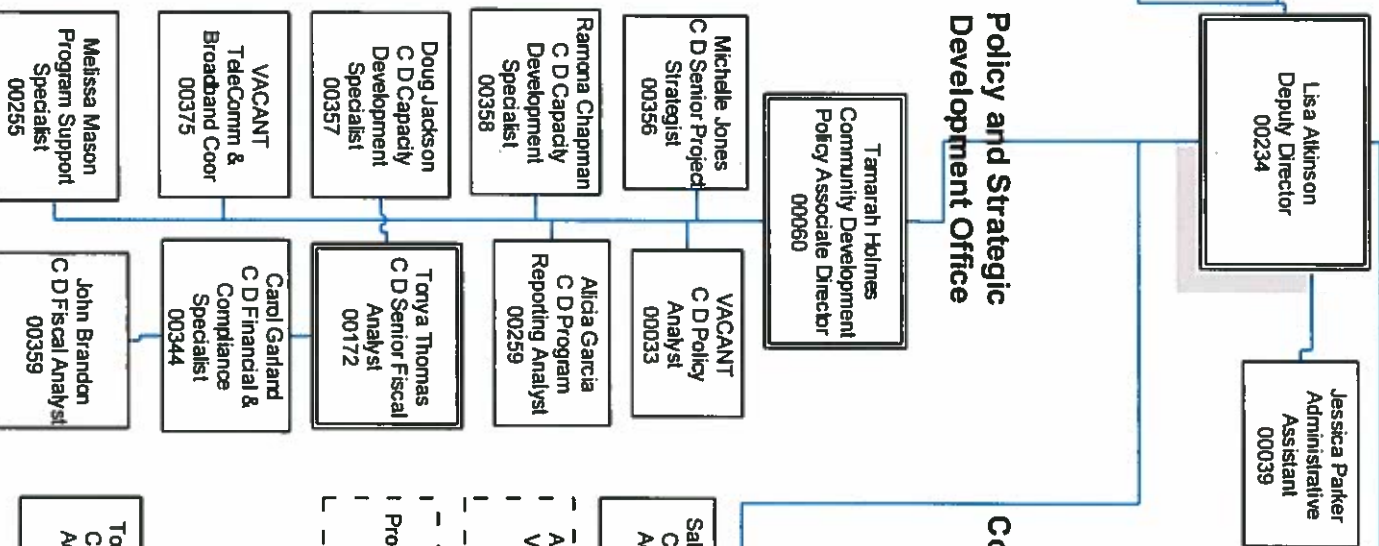 Lisa Atkinson
Deputy Director
00234
Jessica Parker
Administrative
Assistant
00039
Policy and Strategic
Development Office
Tamarah Holmes
Community Development
Policy Associate Director
00060
Michelle Jones
C D Senior Project
Strategist
00356
VACANT
C D Policy
Analyst
00033
Ramona Chapman
C D Capacity
Development
Specialist
00358
Alicia Garcia
C D Program
Reporting Analyst
00259
Doug Jackson
C D Capacity
Development
Specialist
00357
Tonya Thomas
C D Senior Fiscal
Analyst
00172
VACANT
TeleComm &
Broadband Coor
00375
Carol Garland
C D Financial &
Compliance
Specialist
00344
Melissa Mason
Program Support
Specialist
00255
John Brandon
C D Fiscal Analyst
00359